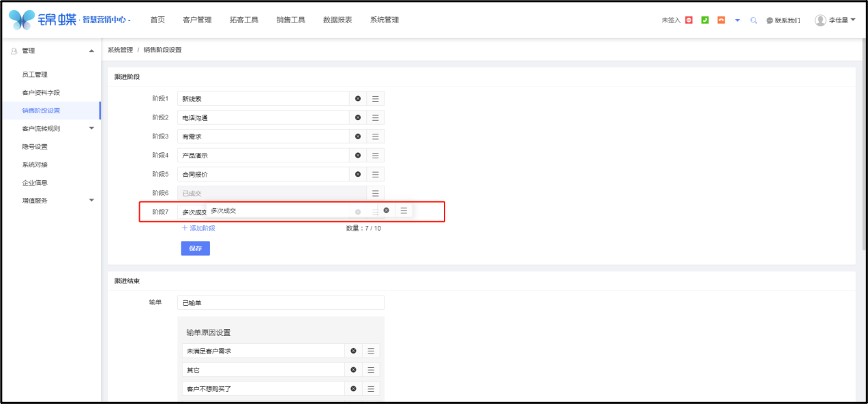 锦蝶 · 智慧营销中心 · 首页 客户管理 拓客工具 销售工具 数据报表 系统管理 未签入 联系我们 李佳星
管理
员工管理
客户资料字段
销售阶段设置
客户流转规则
隐号设置
系统对接
企业信息
增值服务
系统管理 / 销售阶段设置
跟进阶段
阶段1 新线索
阶段2 电话沟通
阶段3 有需求
阶段4 产品演示
阶段5 合同报价
阶段6 已成交
阶段7 多次成交 多次成交
+ 添加阶段 数量：7 / 10
保存
跟进结束
输单 已输单
输单原因设置
未满足客户需求
其它
客户不想购买了